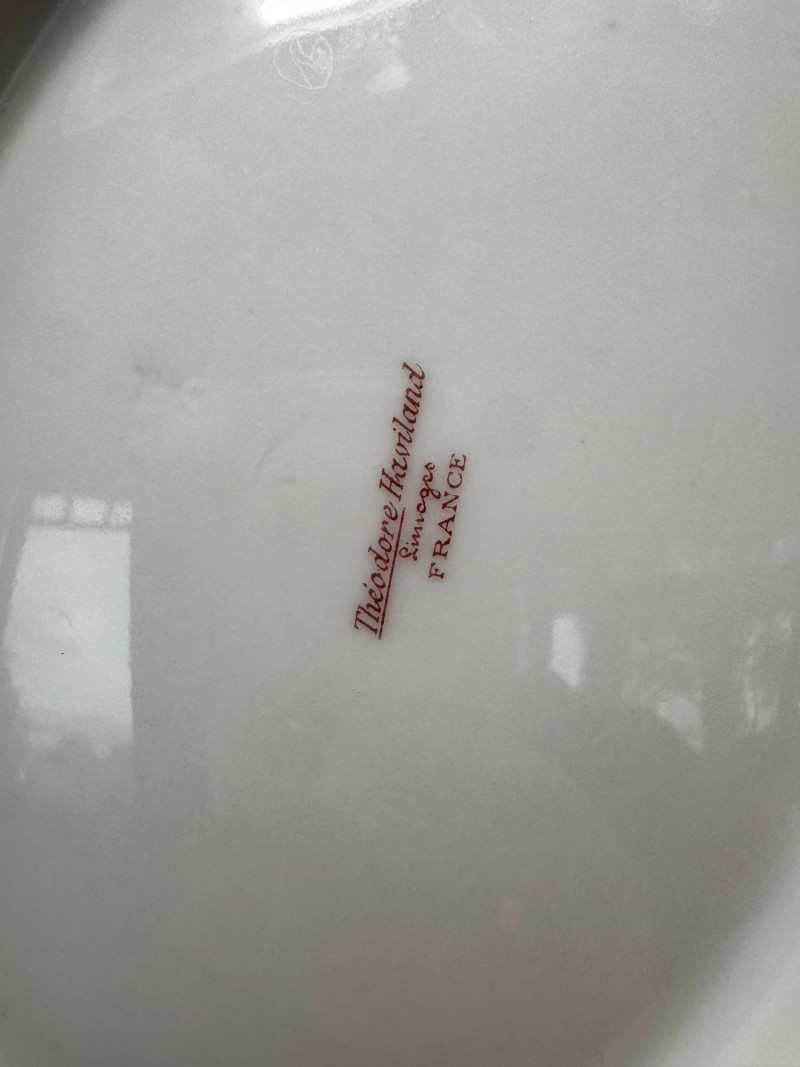 Théodore Haviland
Limoges
FRANCE